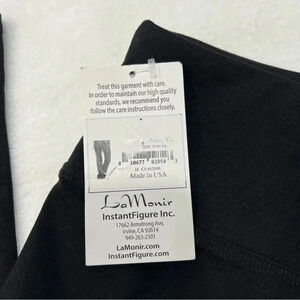 Treat this garment with care.
In order to maintain our high quality
standards, we recommend you
follow the care instructions closely.
Made in USA
LaMonir
InstantFigure Inc.
17662 Armstrong Ave,
Irvine, CA 92614
949-263-2301
LaMonir.com
InstantFigure.com